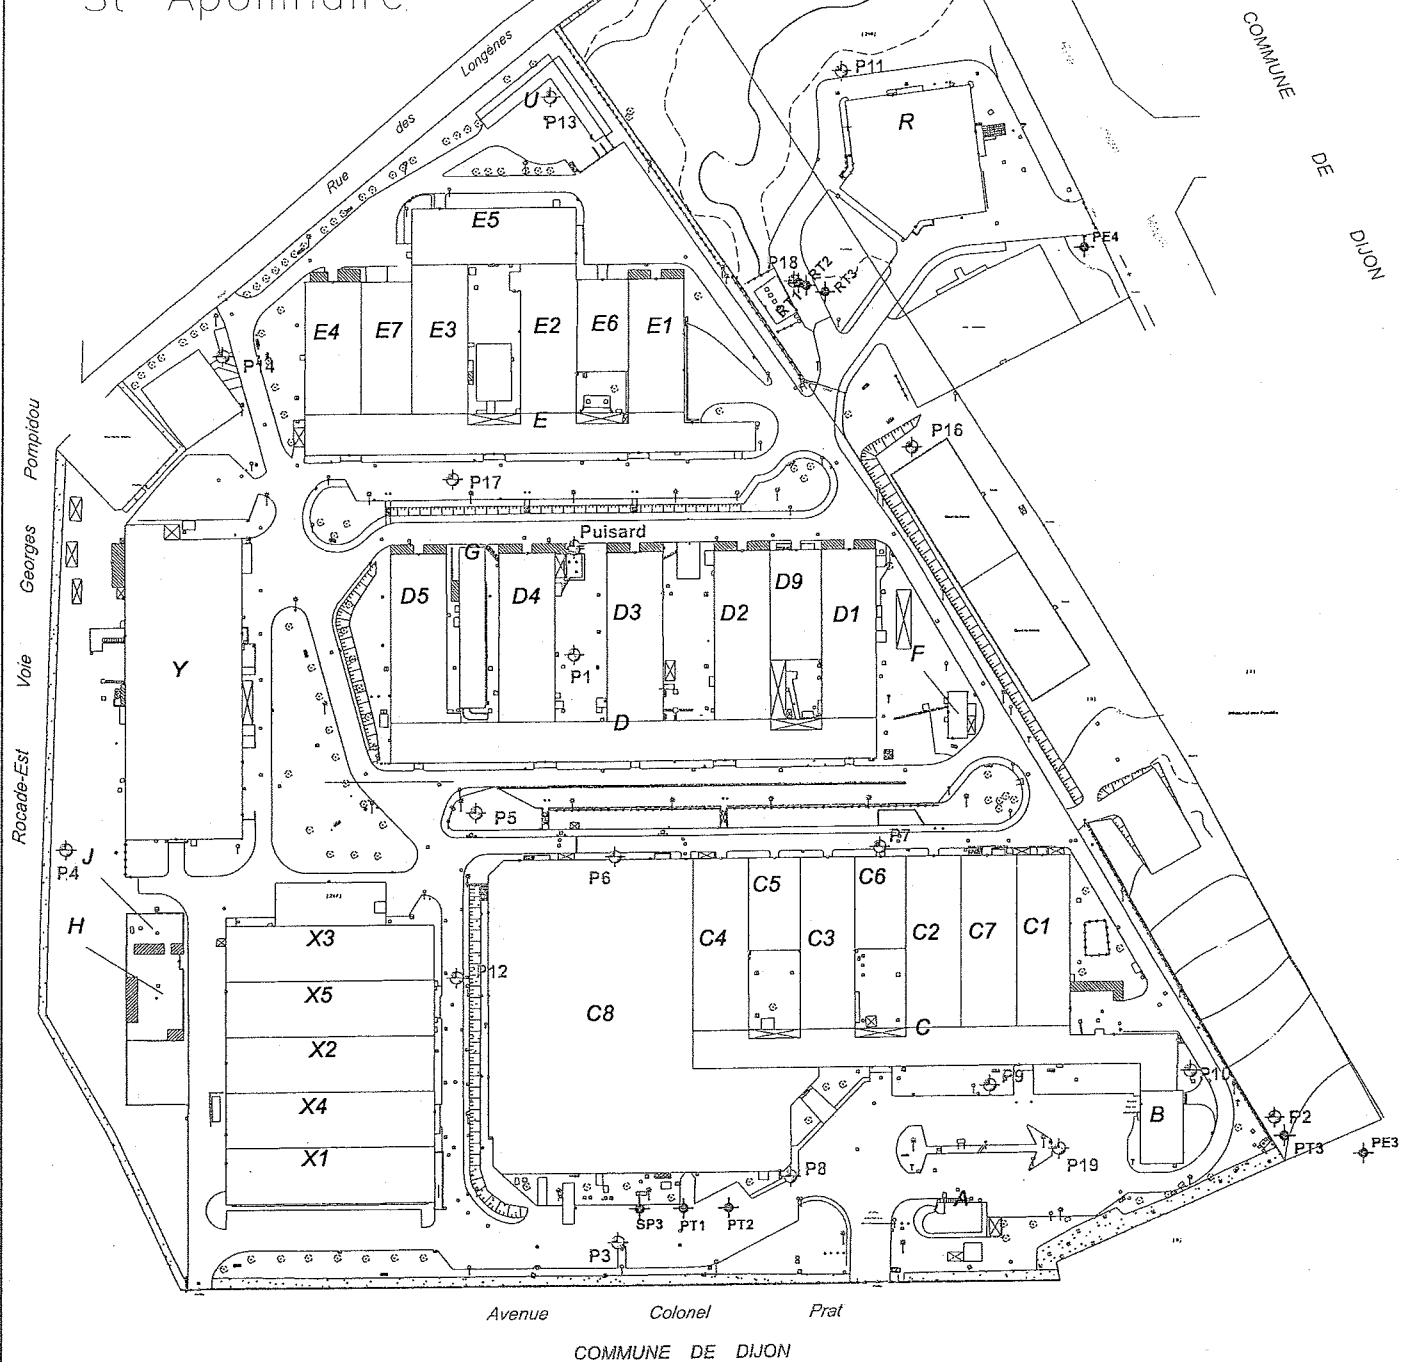 St Apollinaire
COMMUNE DE DIJON
Rue des Longènes
P11
R
U
P13
E5
PE4
P18
RT2
RT3
E4
E7
E3
E2
E6
E1
P14
E
P16
P17
Rocade-Est Voie Georges Pompidou
Puisard
G
D9
D5
D4
D3
D2
D1
F
P1
Y
D
P5
P7
J
P4
P6
C5
C6
H
X3
C4
C3
C2
C7
C1
P12
X5
C8
C
X2
P9
P10
X4
B
P2
PT3
PE3
X1
P8
P19
A
SP3
PT1
PT2
P3
Avenue Colonel Prat
COMMUNE DE DIJON